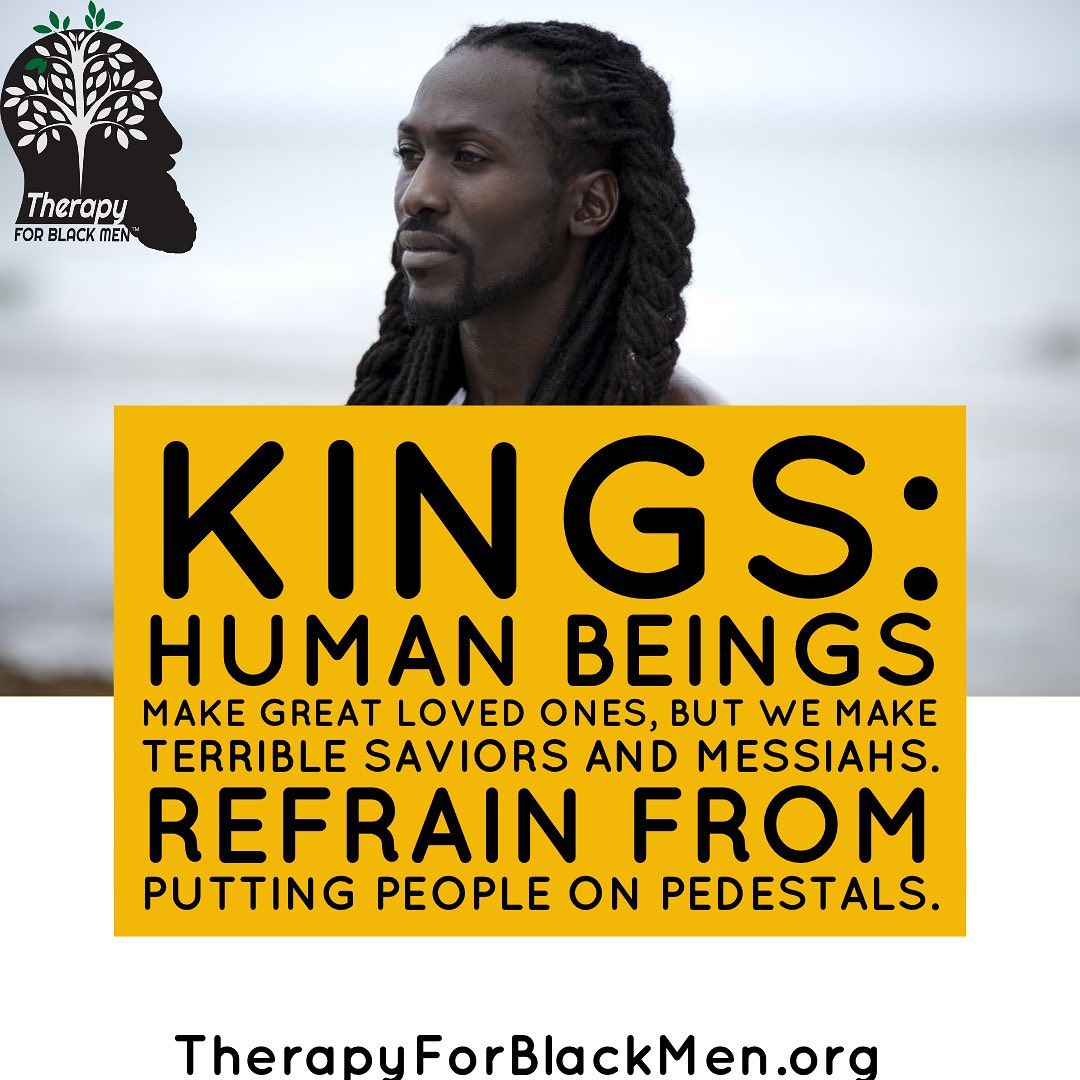 Therapy
FOR BLACK MEN™
KINGS:
HUMAN BEINGS
MAKE GREAT LOVED ONES, BUT WE MAKE
TERRIBLE SAVIORS AND MESSIAHS.
REFRAIN FROM
PUTTING PEOPLE ON PEDESTALS.
TherapyForBlackMen.org